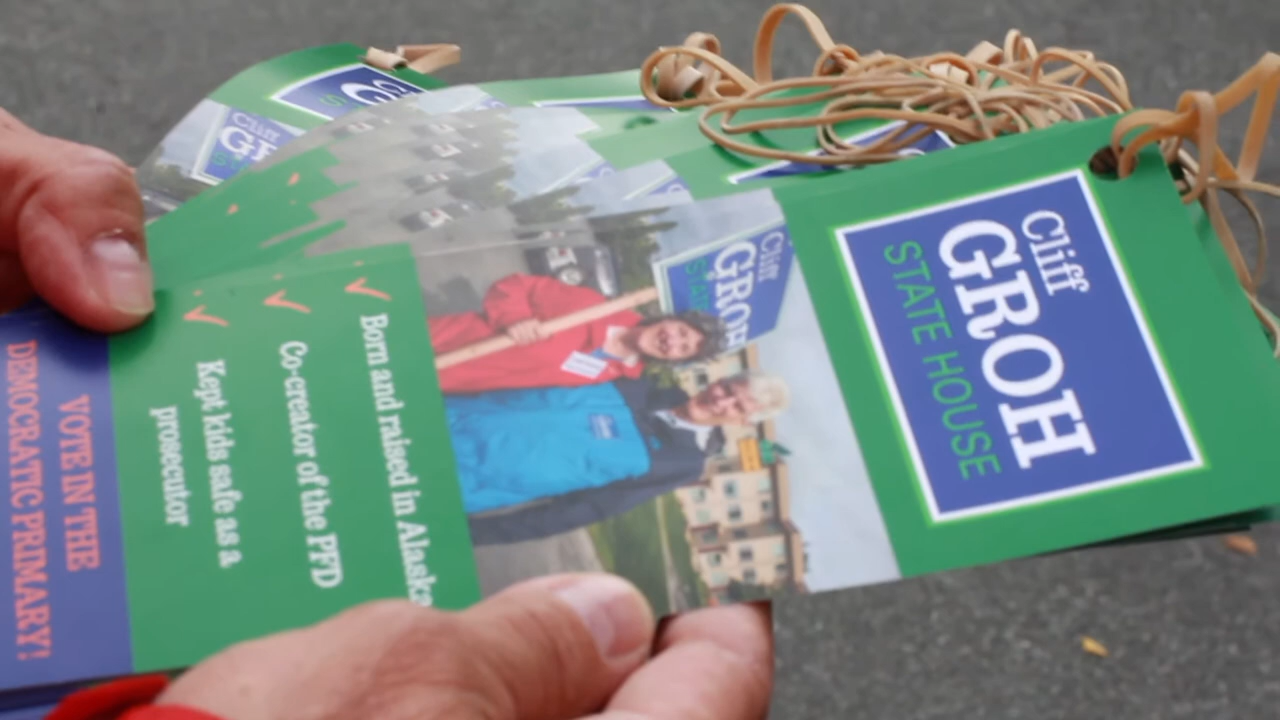 Cliff
GROH
STATE HOUSE
Cliff
GROH
Born and raised in Alaska
Co-creator of the PFD
Kept kids safe as a
prosecutor
VOTE IN THE
DEMOCRATIC PRIMARY!